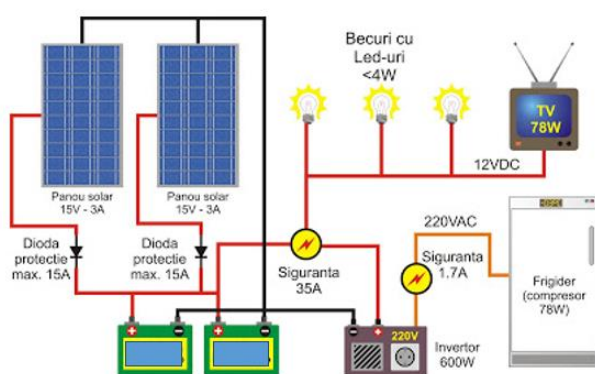 Becuri cu
Led-uri
<4W
TV
78W
12VDC
Panou solar
15V - 3A
Panou solar
15V - 3A
220VAC
Dioda
protectie
max. 15A
Dioda
protectie
max. 15A
Siguranta
35A
Siguranta
1.7A
Frigider
(compresor
78W)
220V
Invertor
600W